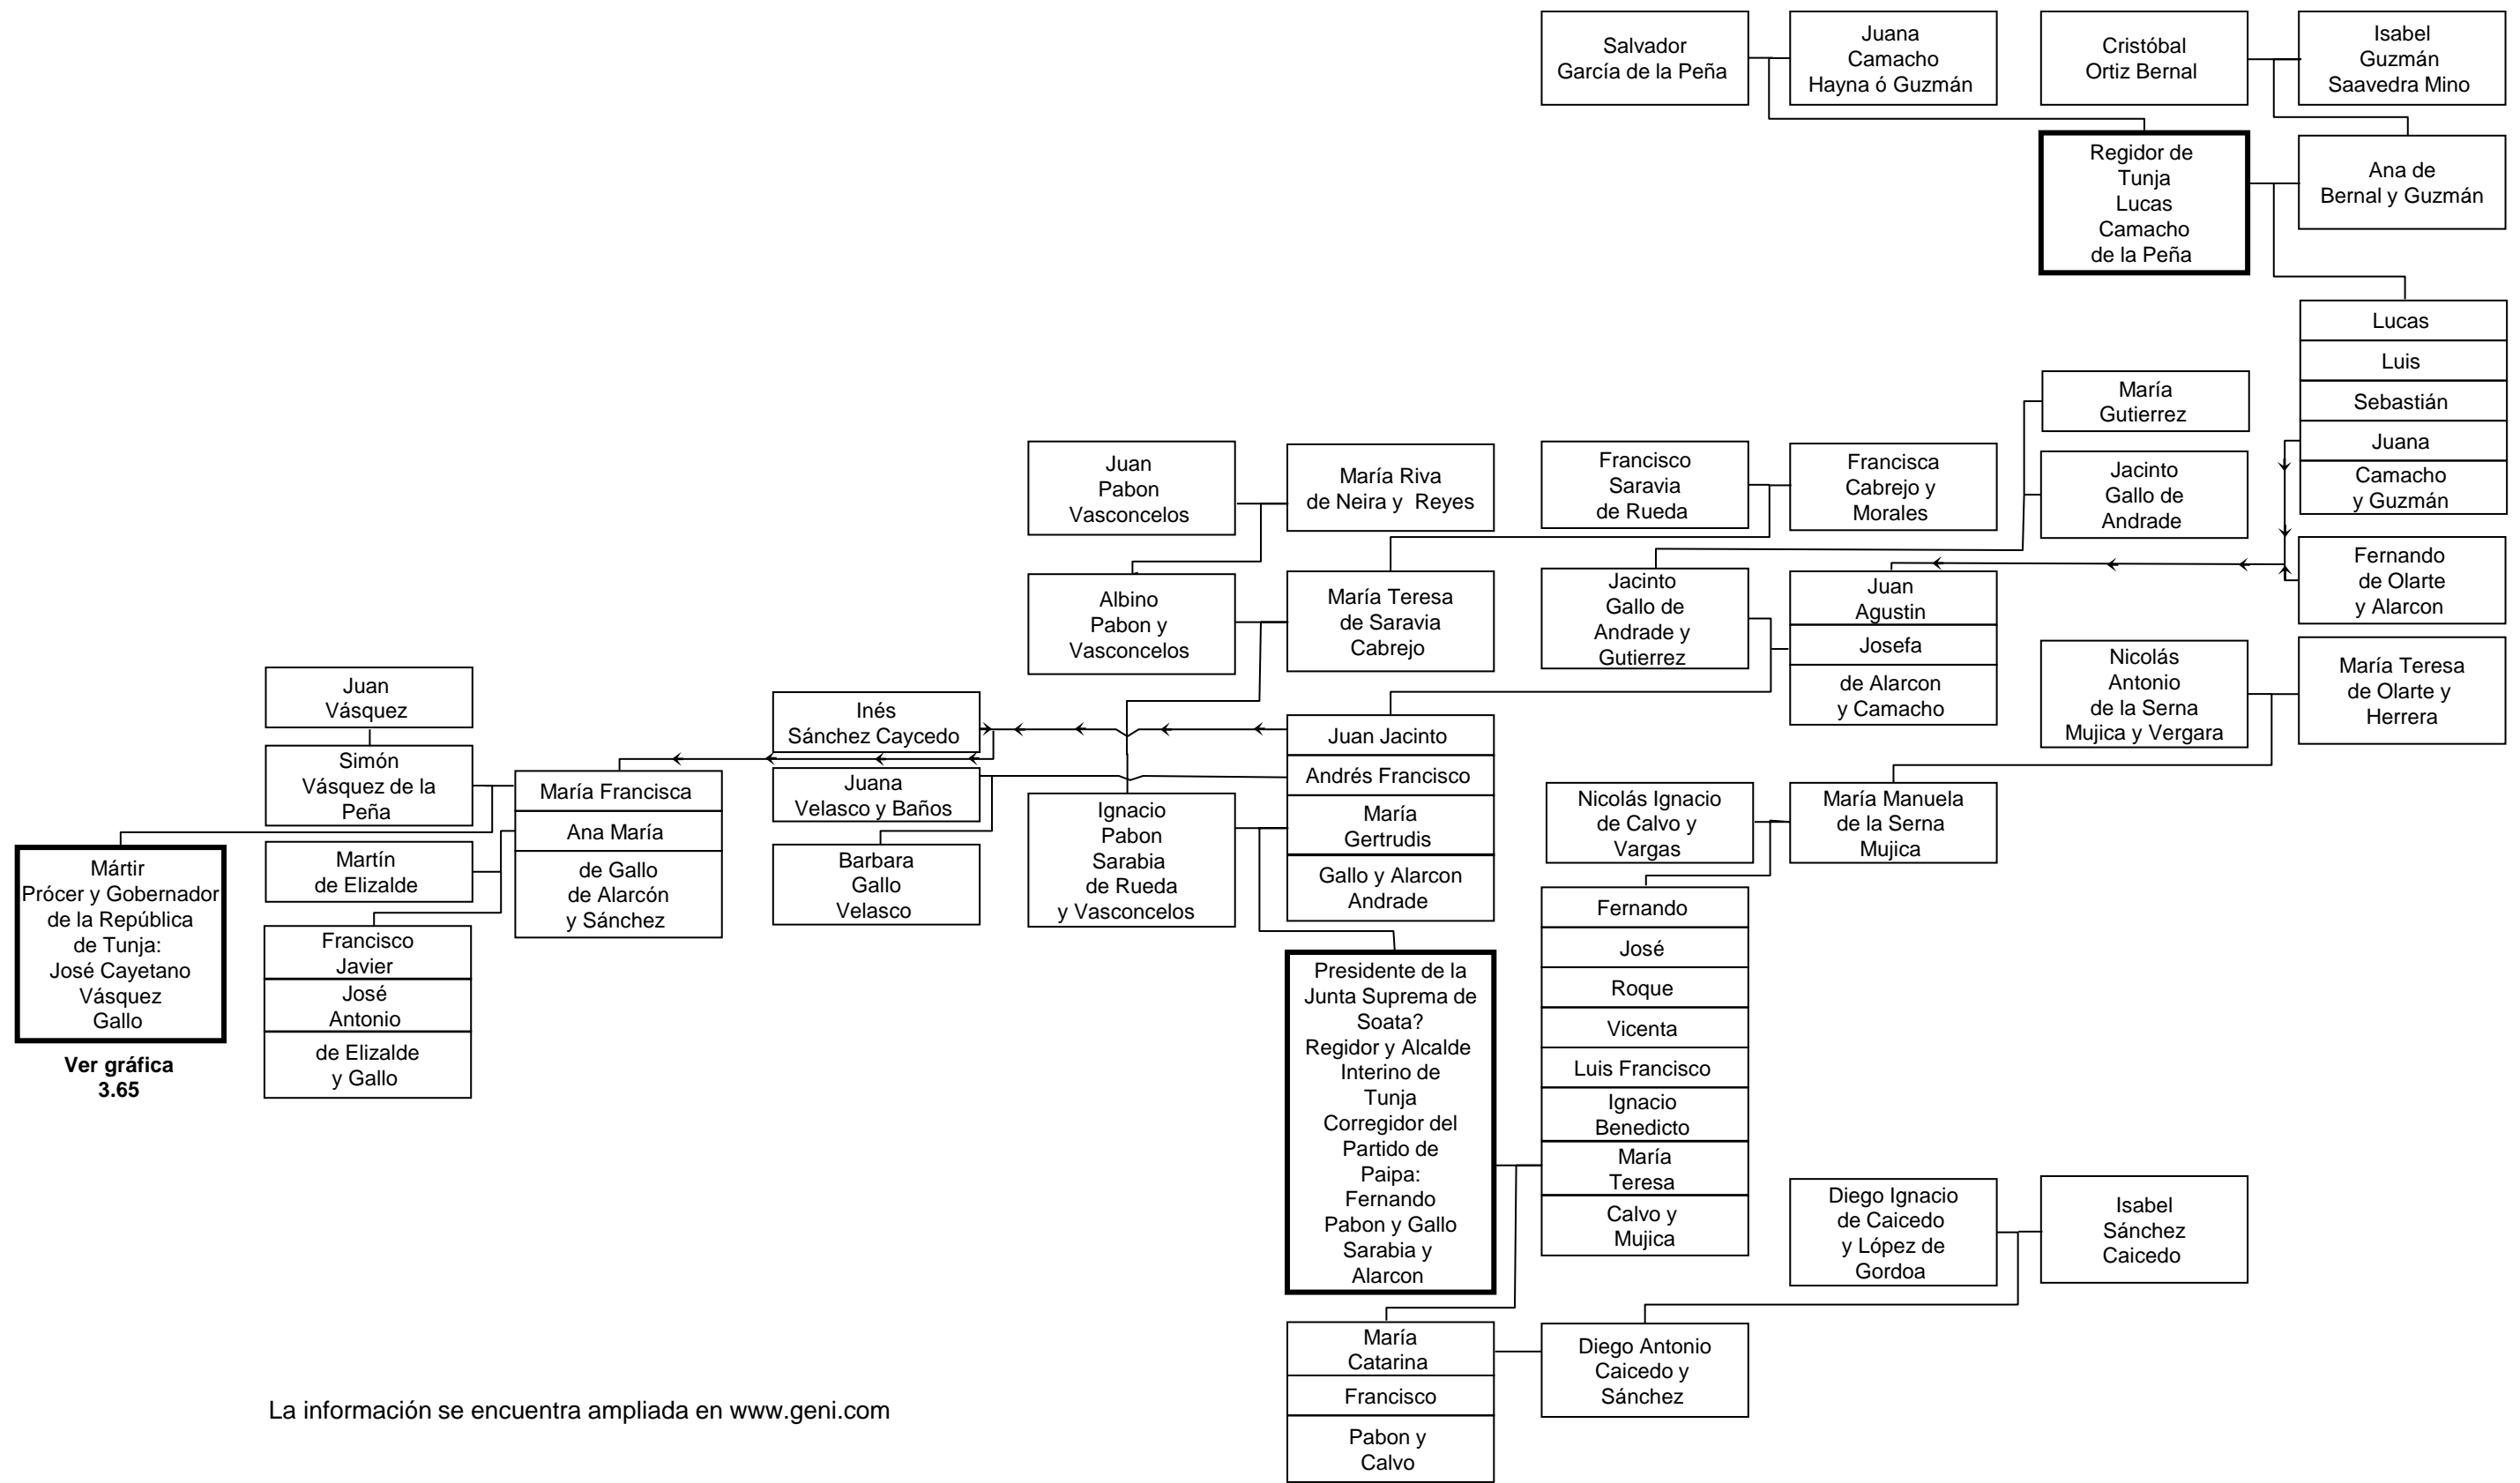 Salvador
García de la Peña
Juana
Camacho
Hayna ó Guzmán
Cristóbal
Ortiz Bernal
Isabel
Guzmán
Saavedra Mino
Regidor de
Tunja
Lucas
Camacho
de la Peña
Ana de
Bernal y Guzmán
Lucas
Luis
Sebastián
Juana
Camacho
y Guzmán
María
Gutierrez
Jacinto
Gallo de
Andrade
Juan
Pabon
Vasconcelos
María Riva
de Neira y Reyes
Francisco
Saravia
de Rueda
Francisca
Cabrejo y
Morales
Fernando
de Olarte
y Alarcon
Albino
Pabon y
Vasconcelos
María Teresa
de Saravia
Cabrejo
Jacinto
Gallo de
Andrade y
Gutierrez
Juan
Agustin
Josefa
de Alarcon
y Camacho
Nicolás
Antonio
de la Serna
Mujica y Vergara
María Teresa
de Olarte y
Herrera
Juan
Vásquez
Simón
Vásquez de la
Peña
Inés
Sánchez Caycedo
Juana
Velasco y Baños
María Francisca
Ana María
de Gallo
de Alarcón
y Sánchez
Juan Jacinto
Andrés Francisco
María
Gertrudis
Gallo y Alarcon
Andrade
Ignacio
Pabon
Sarabia
de Rueda
y Vasconcelos
Barbara
Gallo
Velasco
Nicolás Ignacio
de Calvo y
Vargas
María Manuela
de la Serna
Mujica
Mártir
Prócer y Gobernador
de la República
de Tunja:
José Cayetano
Vásquez
Gallo
Ver gráfica
3.65
Martín
de Elizalde
Francisco
Javier
José
Antonio
de Elizalde
y Gallo
Fernando
José
Roque
Vicenta
Luis Francisco
Ignacio
Benedicto
María
Teresa
Calvo y
Mujica
Presidente de la
Junta Suprema de
Soata?
Regidor y Alcalde
Interino de
Tunja
Corregidor del
Partido de
Paipa:
Fernando
Pabon y Gallo
Sarabia y
Alarcon
Diego Ignacio
de Caicedo
y López de
Gordoa
Isabel
Sánchez
Caicedo
María
Catarina
Francisco
Pabon y
Calvo
Diego Antonio
Caicedo y
Sánchez
La información se encuentra ampliada en www.geni.com